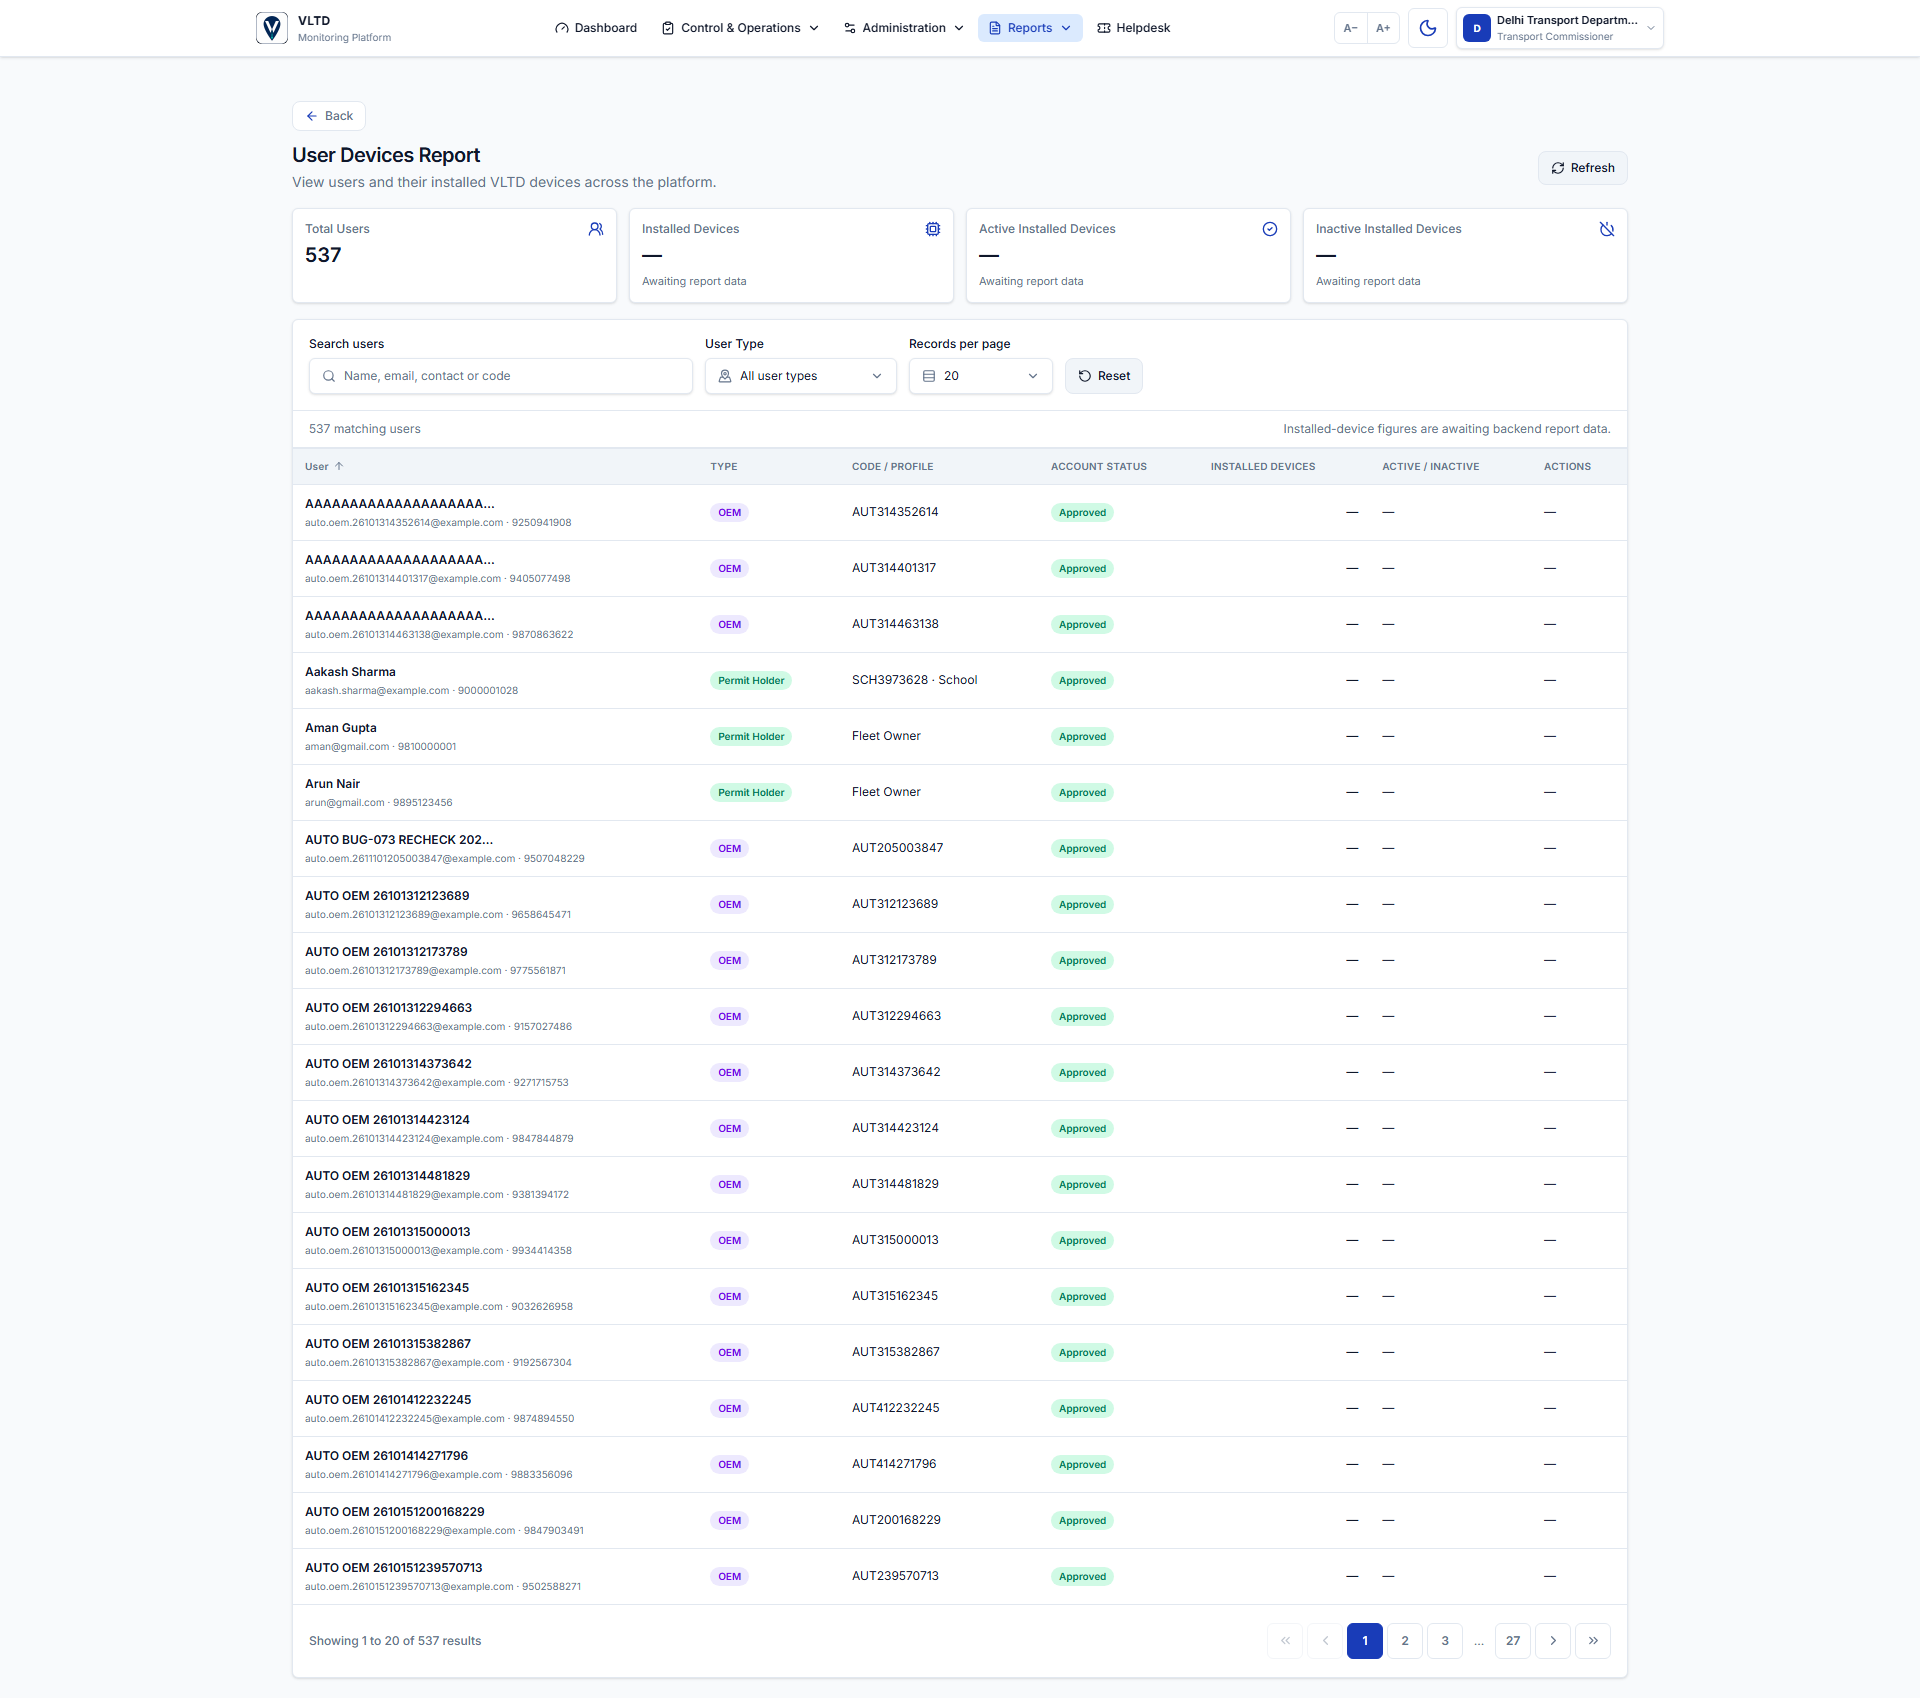 VLTD
Monitoring Platform
Dashboard
Control & Operations
Administration
Reports
Helpdesk
A−
A+
D
Delhi Transport Departm...
Transport Commissioner
Back
User Devices Report
View users and their installed VLTD devices across the platform.
Refresh
Total Users
537
Installed Devices
—
Awaiting report data
Active Installed Devices
—
Awaiting report data
Inactive Installed Devices
—
Awaiting report data
Search users
Name, email, contact or code
User Type
All user types
Records per page
20
Reset
537 matching users
Installed-device figures are awaiting backend report data.
User TYPE CODE / PROFILE ACCOUNT STATUS INSTALLED DEVICES ACTIVE / INACTIVE ACTIONS
AAAAAAAAAAAAAAAAAAAA...
auto.oem.26101314352614@example.com · 9250941908
OEM AUT314352614 Approved — — —
AAAAAAAAAAAAAAAAAAAA...
auto.oem.26101314401317@example.com · 9405077498
OEM AUT314401317 Approved — — —
AAAAAAAAAAAAAAAAAAAA...
auto.oem.26101314463138@example.com · 9870863622
OEM AUT314463138 Approved — — —
Aakash Sharma
aakash.sharma@example.com · 9000001028
Permit Holder SCH3973628 · School Approved — — —
Aman Gupta
aman@gmail.com · 9810000001
Permit Holder Fleet Owner Approved — — —
Arun Nair
arun@gmail.com · 9895123456
Permit Holder Fleet Owner Approved — — —
AUTO BUG-073 RECHECK 202...
auto.oem.2611101205003847@example.com · 9507048229
OEM AUT205003847 Approved — — —
AUTO OEM 26101312123689
auto.oem.26101312123689@example.com · 9658645471
OEM AUT312123689 Approved — — —
AUTO OEM 26101312173789
auto.oem.26101312173789@example.com · 9775561871
OEM AUT312173789 Approved — — —
AUTO OEM 26101312294663
auto.oem.26101312294663@example.com · 9157027486
OEM AUT312294663 Approved — — —
AUTO OEM 26101314373642
auto.oem.26101314373642@example.com · 9271715753
OEM AUT314373642 Approved — — —
AUTO OEM 26101314423124
auto.oem.26101314423124@example.com · 9847844879
OEM AUT314423124 Approved — — —
AUTO OEM 26101314481829
auto.oem.26101314481829@example.com · 9381394172
OEM AUT314481829 Approved — — —
AUTO OEM 26101315000013
auto.oem.26101315000013@example.com · 9934414358
OEM AUT315000013 Approved — — —
AUTO OEM 26101315162345
auto.oem.26101315162345@example.com · 9032626958
OEM AUT315162345 Approved — — —
AUTO OEM 26101315382867
auto.oem.26101315382867@example.com · 9192567304
OEM AUT315382867 Approved — — —
AUTO OEM 26101412232245
auto.oem.26101412232245@example.com · 9874894550
OEM AUT412232245 Approved — — —
AUTO OEM 26101414271796
auto.oem.26101414271796@example.com · 9883356096
OEM AUT414271796 Approved — — —
AUTO OEM 2610151200168229
auto.oem.2610151200168229@example.com · 9847903491
OEM AUT200168229 Approved — — —
AUTO OEM 2610151239570713
auto.oem.2610151239570713@example.com · 9502588271
OEM AUT239570713 Approved — — —
Showing 1 to 20 of 537 results
« ‹ 1 2 3 ... 27 › »